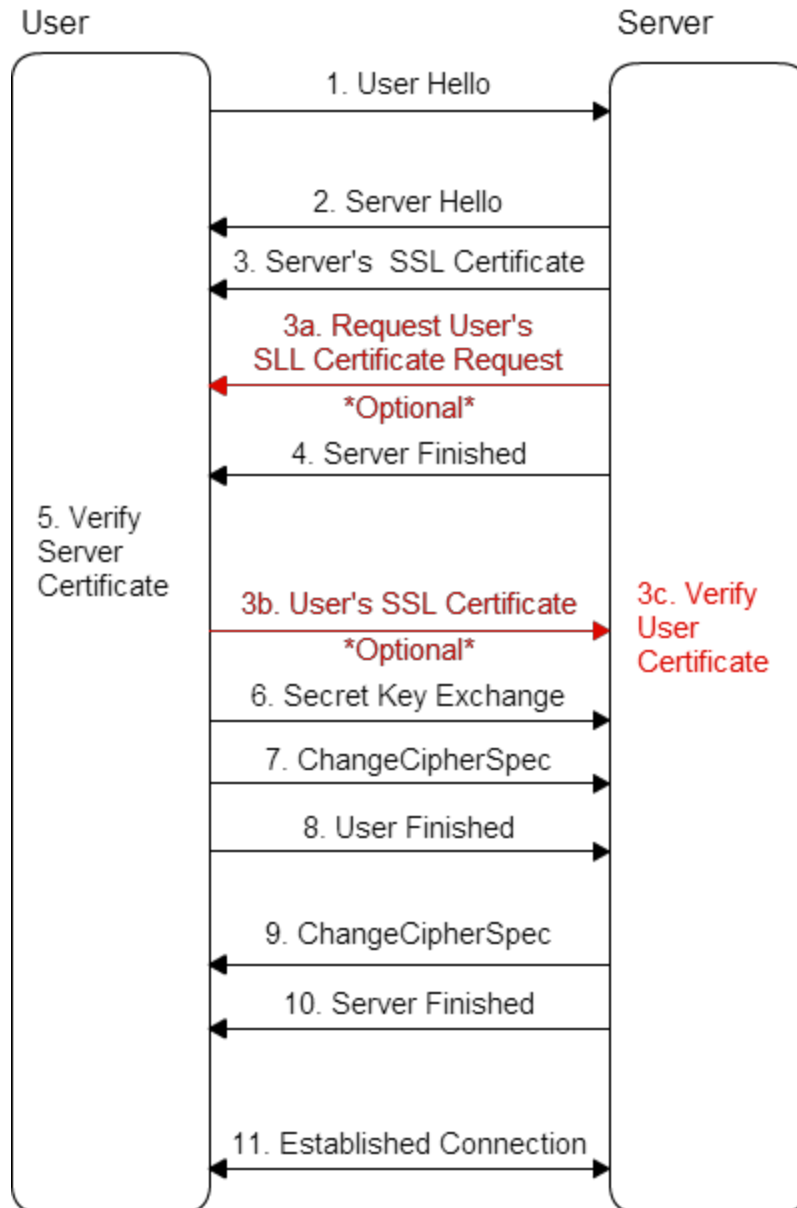 User
Server
1. User Hello
2. Server Hello
3. Server's SSL Certificate
3a. Request User's
SLL Certificate Request
*Optional*
4. Server Finished
5. Verify
Server
Certificate
3b. User's SSL Certificate
*Optional*
3c. Verify
User
Certificate
6. Secret Key Exchange
7. ChangeCipherSpec
8. User Finished
9. ChangeCipherSpec
10. Server Finished
11. Established Connection